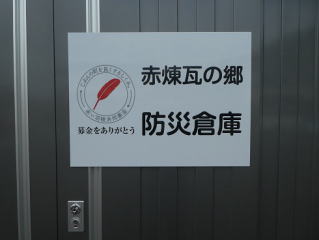 赤煉瓦の郷
防災倉庫
募金をありがとう